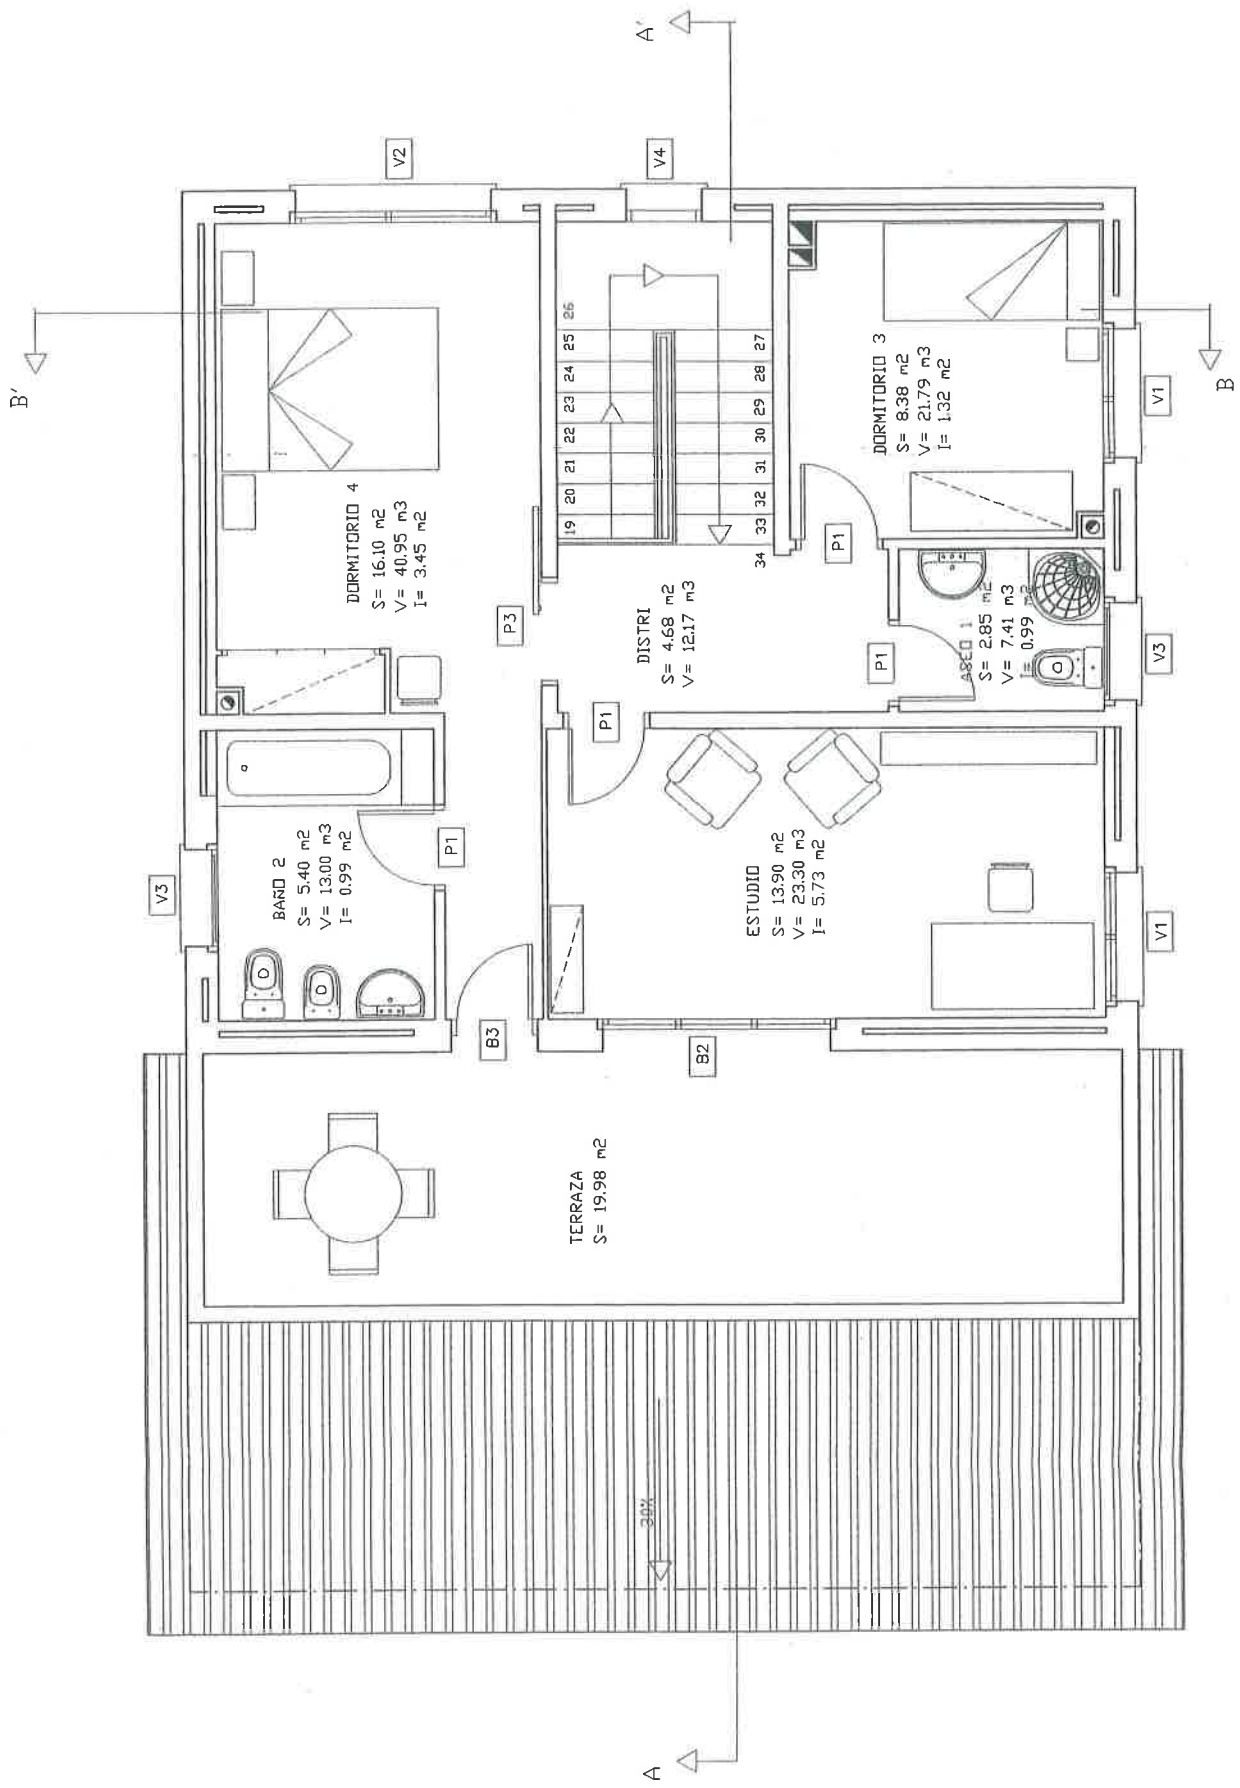 A'
B'
V2
V4
DORMITORIO 4
S= 16.10 m2
V= 40.95 m3
I= 3.45 m2
19
20
21
22
23
24
25
26
27
28
29
30
31
32
33
34
DORMITORIO 3
S= 8.38 m2
V= 21.79 m3
I= 1.32 m2
V1
B
P3
P1
DISTRI
S= 4.68 m2
V= 12.17 m3
P1
P1
ASEO 1
S= 2.85 m2
V= 7.41 m3
I= 0.99 m2
V3
V3
BAÑO 2
S= 5.40 m2
V= 13.00 m3
I= 0.99 m2
P1
ESTUDIO
S= 13.90 m2
V= 23.30 m3
I= 5.73 m2
V1
B3
B2
TERRAZA
S= 19.98 m2
30%
A